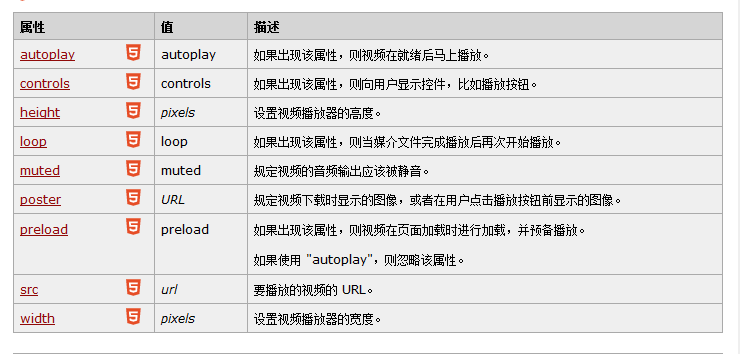 属性 值 描述
autoplay 5 autoplay 如果出现该属性，则视频在就绪后马上播放。
controls 5 controls 如果出现该属性，则向用户显示控件，比如播放按钮。
height 5 pixels 设置视频播放器的高度。
loop 5 loop 如果出现该属性，则当媒介文件完成播放后再次开始播放。
muted 5 muted 规定视频的音频输出应该被静音。
poster 5 URL 规定视频下载时显示的图像，或者在用户点击播放按钮前显示的图像。
preload 5 preload 如果出现该属性，则视频在页面加载时进行加载，并预备播放。
如果使用 "autoplay"，则忽略该属性。
src 5 url 要播放的视频的 URL。
width 5 pixels 设置视频播放器的宽度。